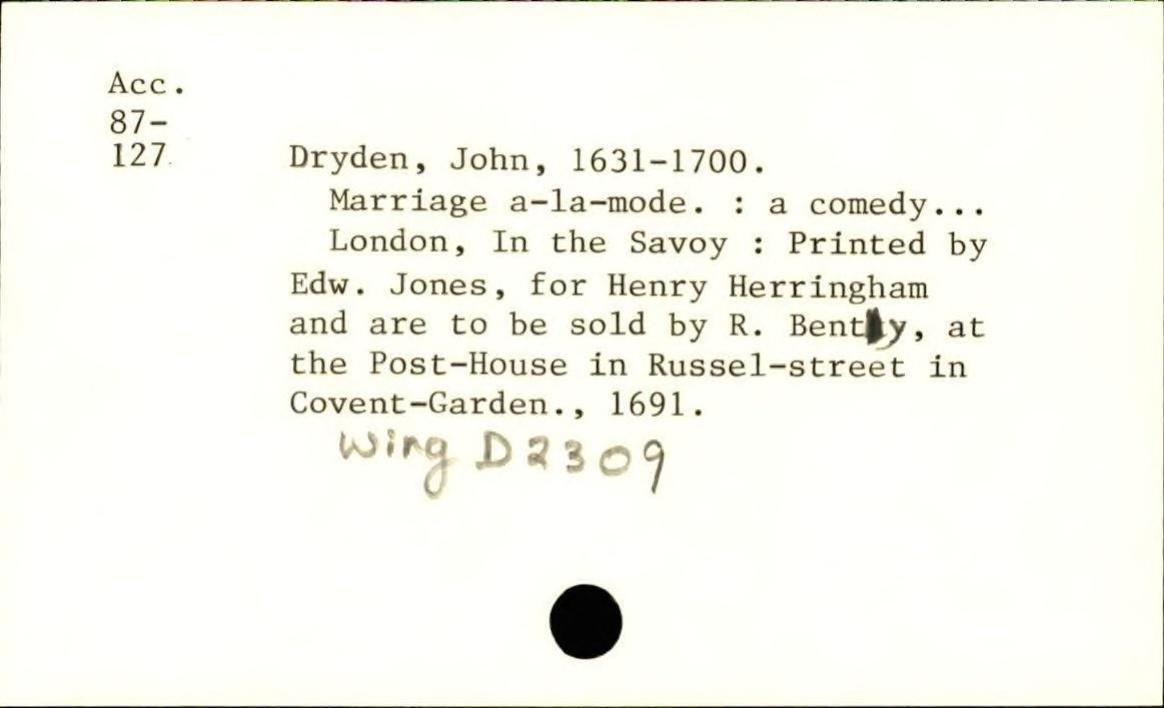 Acc.
87-
127
Dryden, John, 1631-1700.
Marriage a-la-mode. : a comedy...
London, In the Savoy : Printed by
Edw. Jones, for Henry Herringham
and are to be sold by R. , at
the Post-House in Russel-street in
Covent-Garden., 1691.
Wing D2309